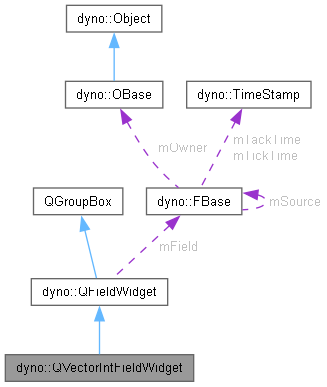 dyno::Object
dyno::OBase
dyno::TimeStamp
mTackTime
mTickTime
mOwner
QGroupBox
dyno::FBase
mSource
mField
dyno::QFieldWidget
dyno::QVectorIntFieldWidget